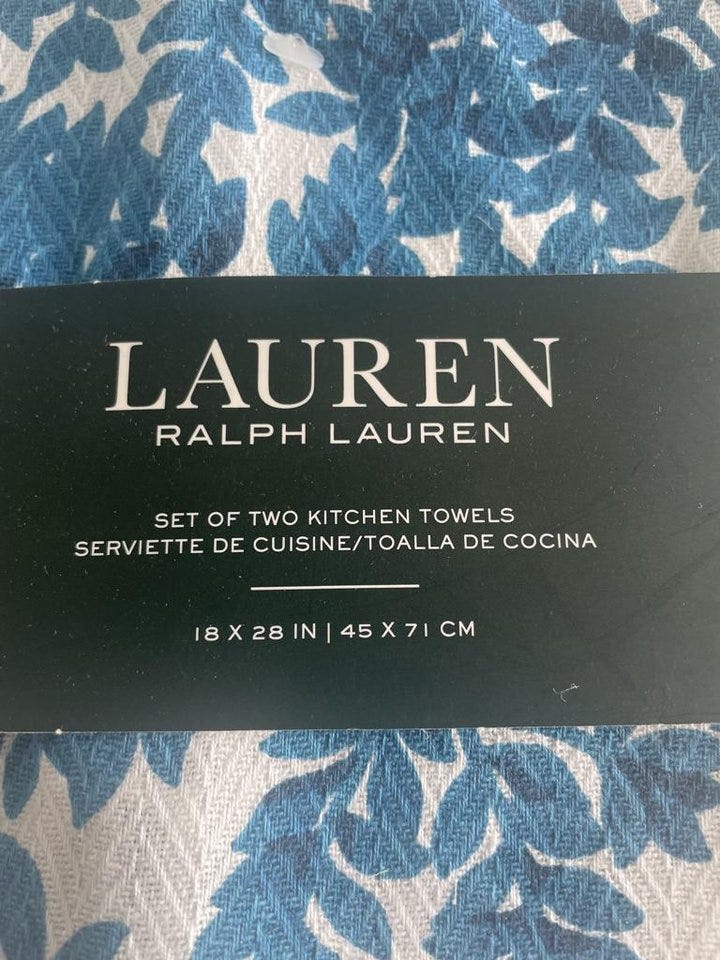 LAUREN
RALPH LAUREN
SET OF TWO KITCHEN TOWELS
SERVIETTE DE CUISINE/TOALLA DE COCINA
18 X 28 IN | 45 X 71 CM